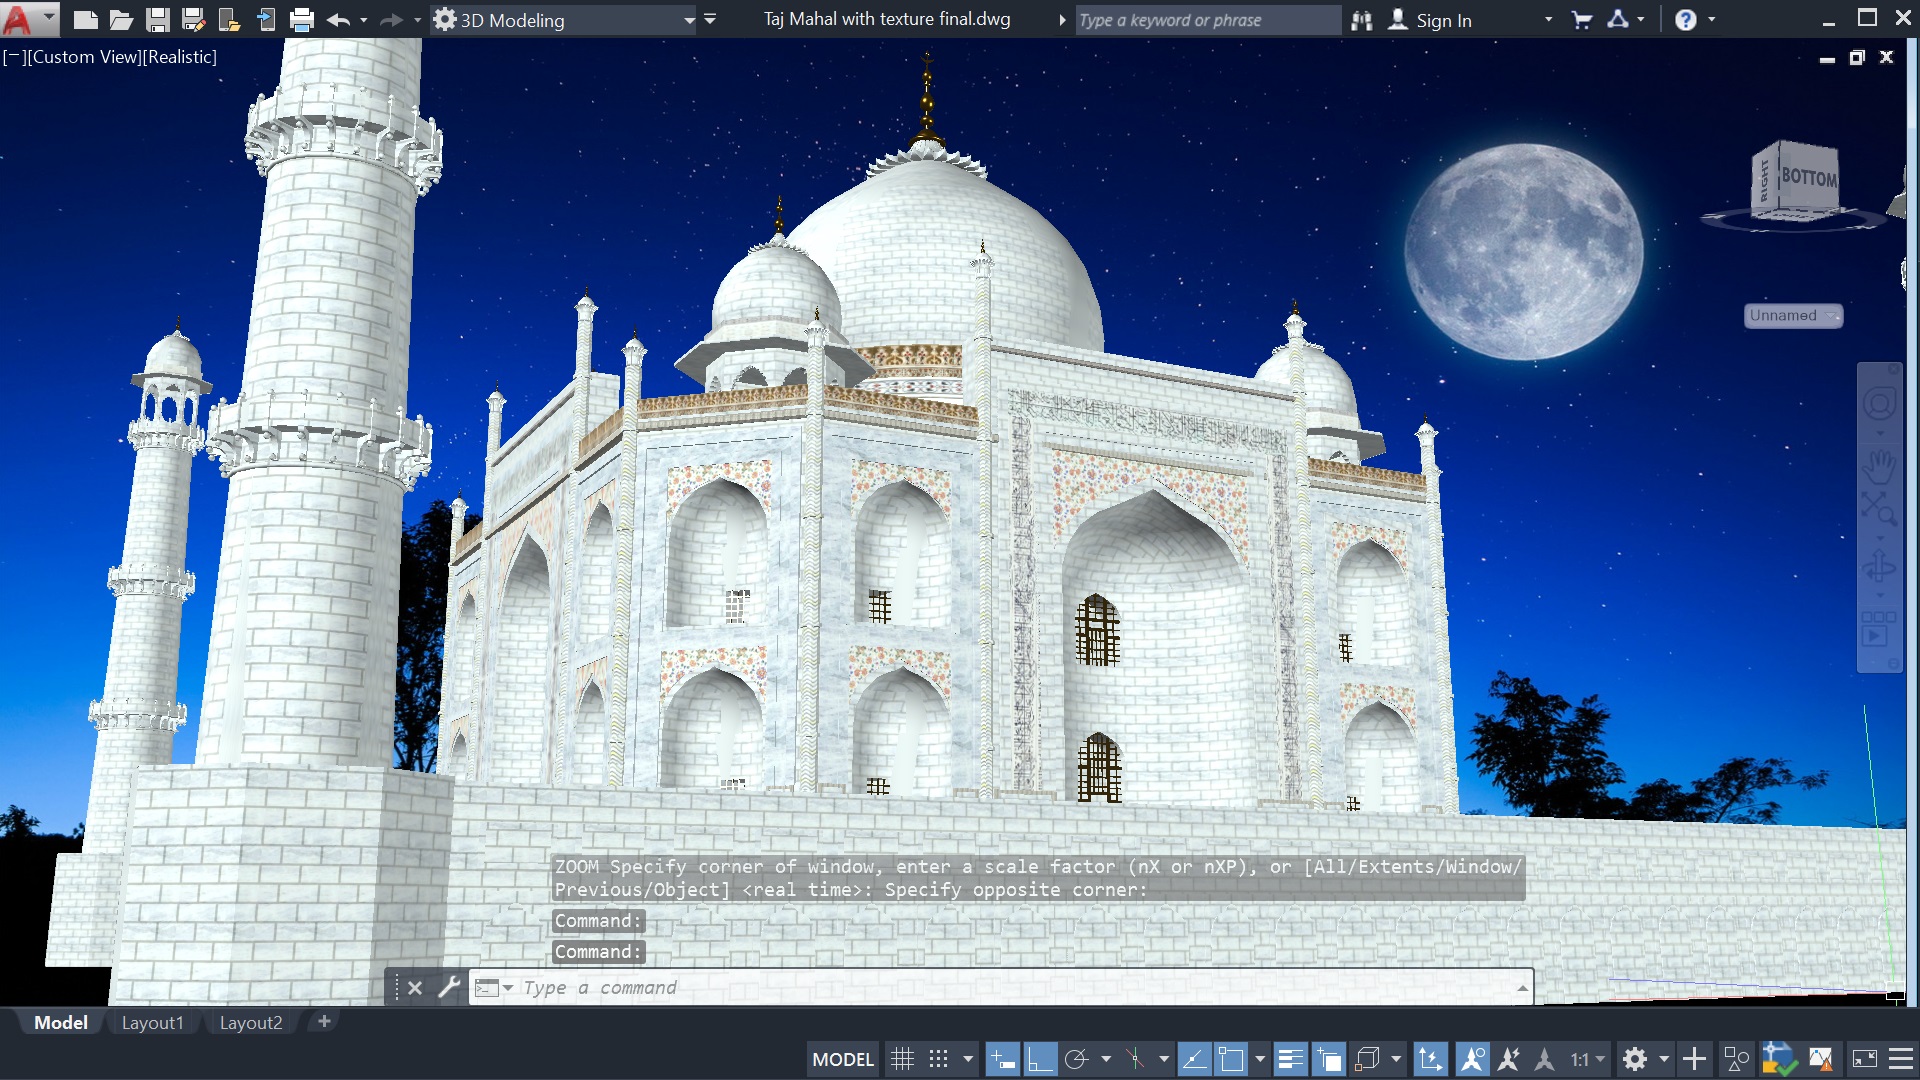 3D Modeling
Taj Mahal with texture final.dwg
Type a keyword or phrase
Sign In
[−][Custom View][Realistic]
RIGHT
BOTTOM
Unnamed
ZOOM Specify corner of window, enter a scale factor (nX or nXP), or [All/Extents/Window/
Previous/Object] <real time>: Specify opposite corner:
Command:
Command:
Type a command
Model
Layout1
Layout2
MODEL
1:1